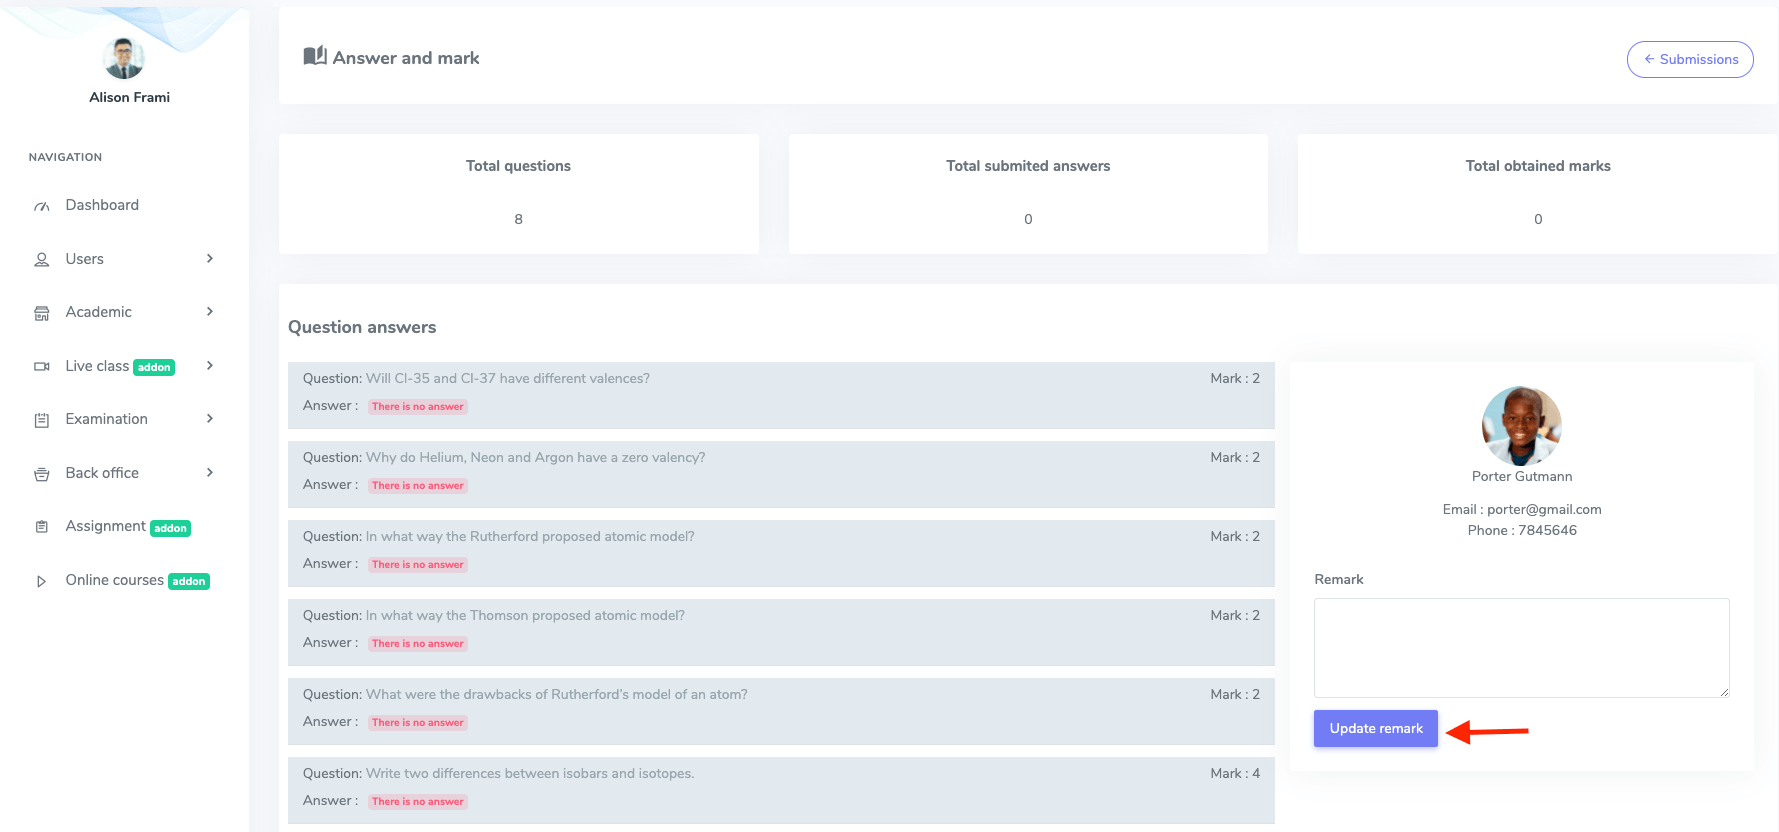 Alison Frami
NAVIGATION
Dashboard
Users
Academic
Live class addon
Examination
Back office
Assignment addon
Online courses addon
Answer and mark
← Submissions
Total questions
8
Total submited answers
0
Total obtained marks
0
Question answers
Question: Will Cl-35 and Cl-37 have different valences? Mark : 2
Answer : There is no answer
Question: Why do Helium, Neon and Argon have a zero valency? Mark : 2
Answer : There is no answer
Question: In what way the Rutherford proposed atomic model? Mark : 2
Answer : There is no answer
Question: In what way the Thomson proposed atomic model? Mark : 2
Answer : There is no answer
Question: What were the drawbacks of Rutherford's model of an atom? Mark : 2
Answer : There is no answer
Question: Write two differences between isobars and isotopes. Mark : 4
Answer : There is no answer
Porter Gutmann
Email : porter@gmail.com
Phone : 7845646
Remark
Update remark